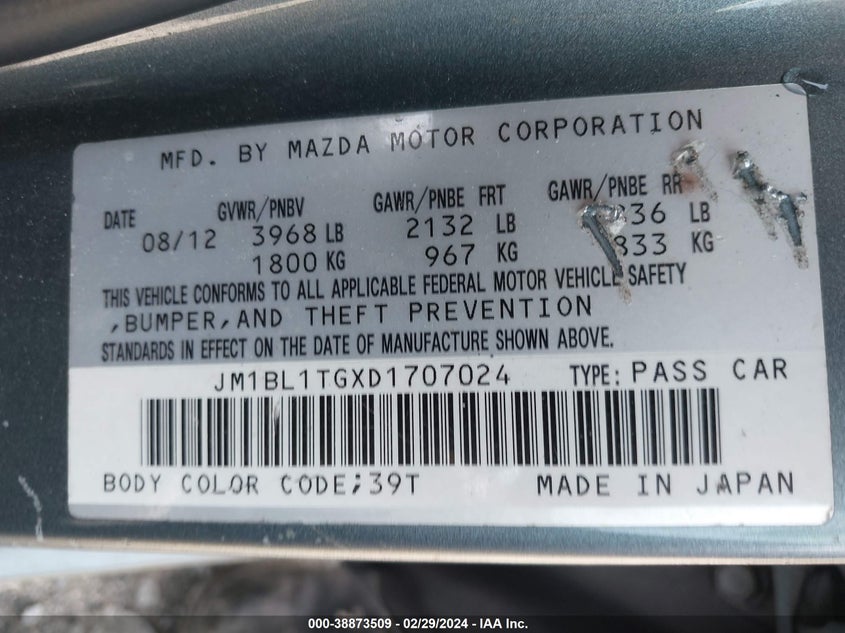 MFD. BY MAZDA MOTOR CORPORATION
DATE GVWR/PNBV GAWR/PNBE FRT GAWR/PNBE RR
08/12 3968 LB 2132 LB 36 LB
1800 KG 967 KG 833 KG
THIS VEHICLE CONFORMS TO ALL APPLICABLE FEDERAL MOTOR VEHICLE SAFETY
,BUMPER,AND THEFT PREVENTION
STANDARDS IN EFFECT ON THE DATE OF MANUFACTURE SHOWN ABOVE.
JM1BL1TGXD1707024 TYPE: PASS CAR
BODY COLOR CODE;39T MADE IN JAPAN
000-38873509 - 02/29/2024 - IAA Inc.